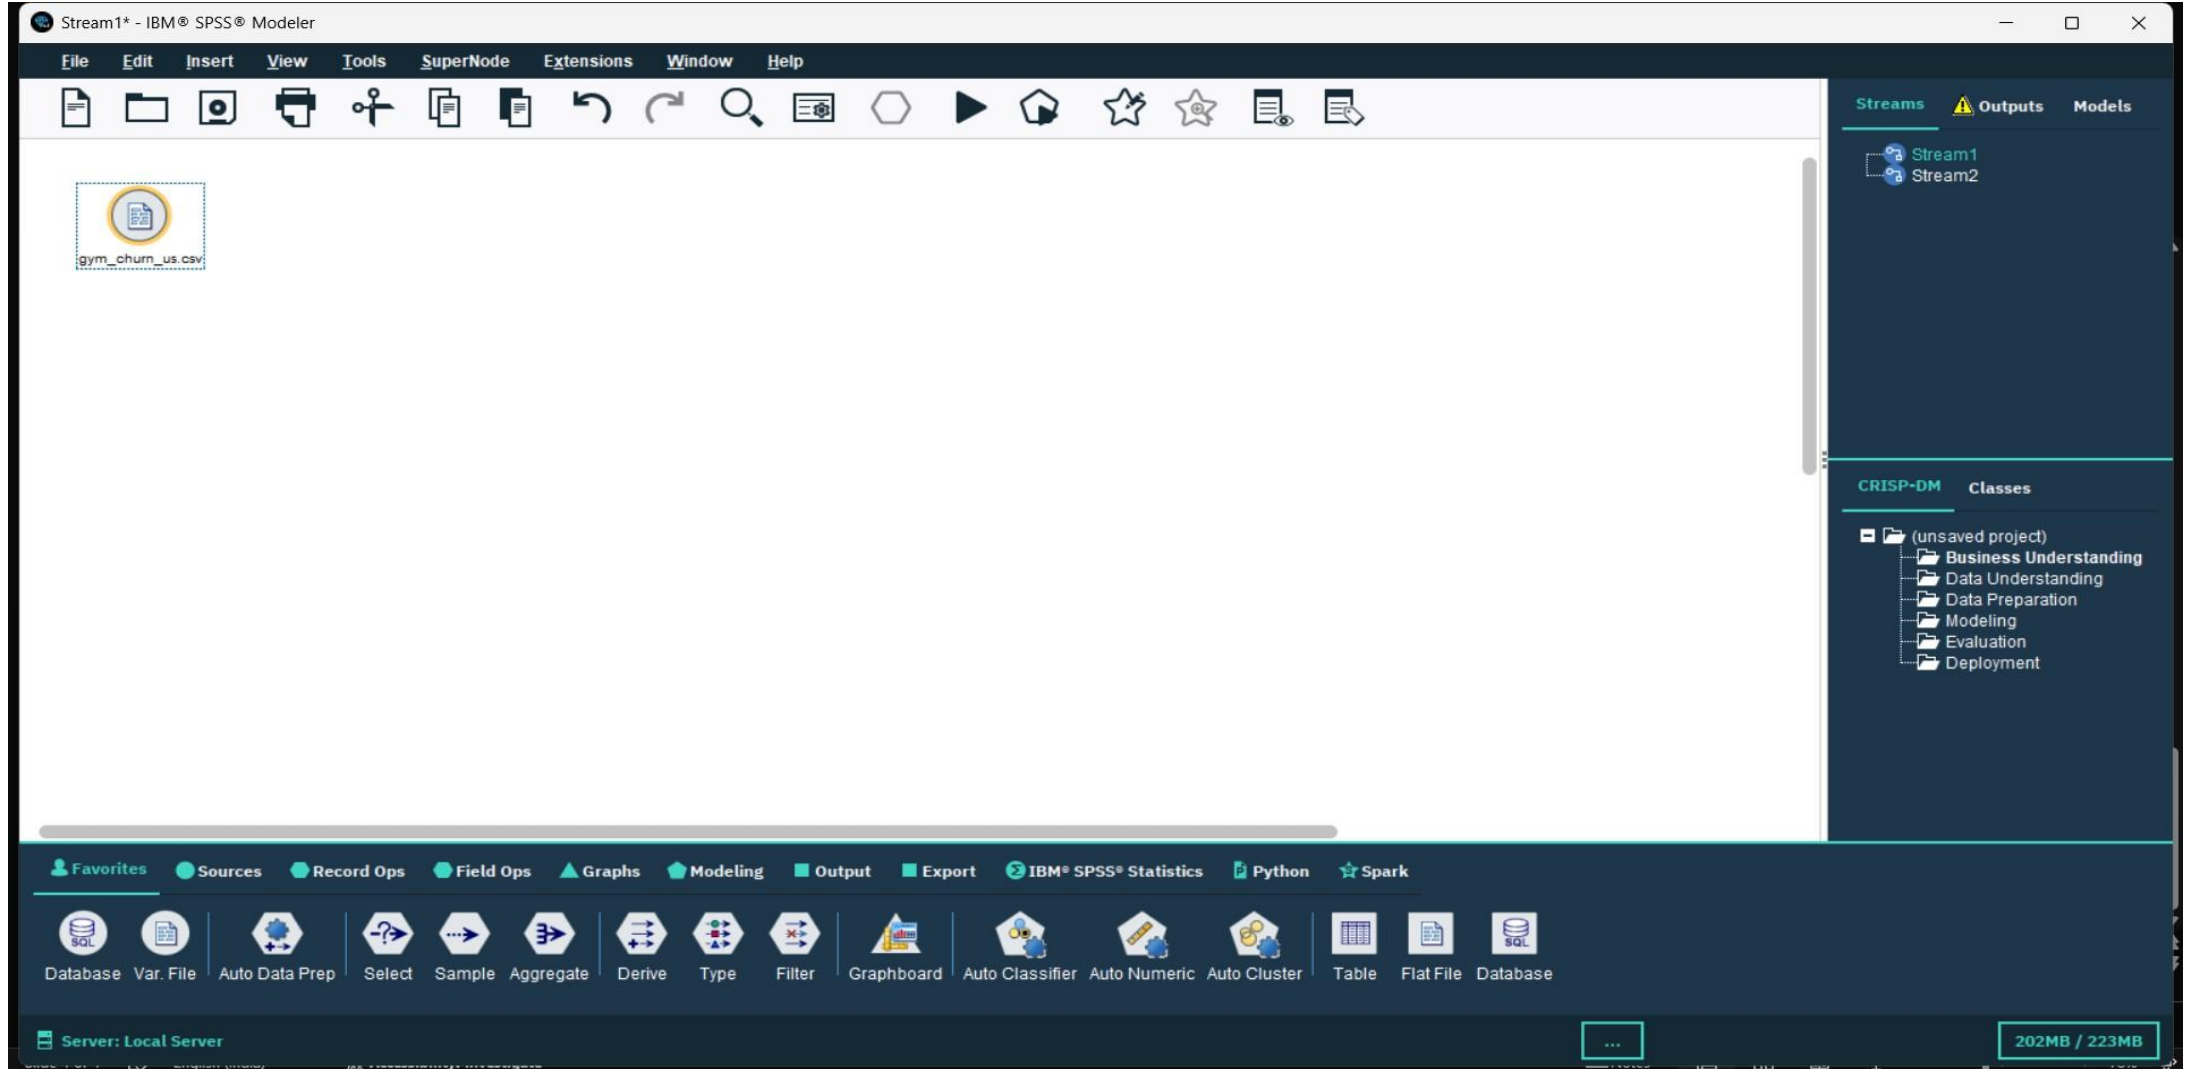 Stream1* - IBM® SPSS® Modeler
File Edit Insert View Tools SuperNode Extensions Window Help
Streams Outputs Models
Stream1
Stream2
gym_churn_us.csv
CRISP-DM Classes
(unsaved project)
Business Understanding
Data Understanding
Data Preparation
Modeling
Evaluation
Deployment
Favorites Sources Record Ops Field Ops Graphs Modeling Output Export IBM® SPSS® Statistics Python Spark
SQL SQL
Database Var. File Auto Data Prep Select Sample Aggregate Derive Type Filter Graphboard Auto Classifier Auto Numeric Auto Cluster Table Flat File Database
Server: Local Server ... 202MB / 223MB